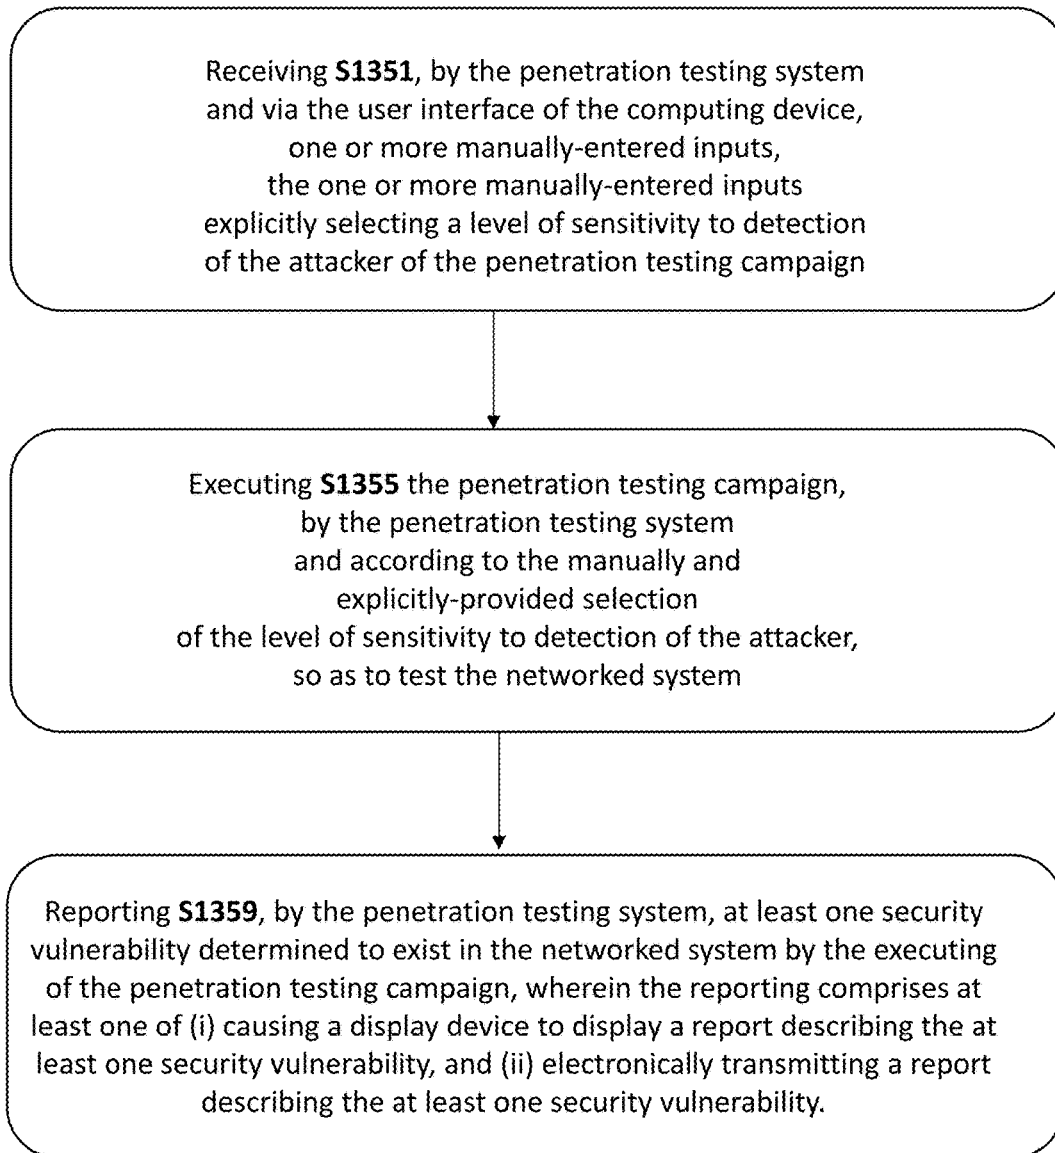 Receiving S1351, by the penetration testing system
and via the user interface of the computing device,
one or more manually-entered inputs,
the one or more manually-entered inputs
explicitly selecting a level of sensitivity to detection
of the attacker of the penetration testing campaign
Executing S1355 the penetration testing campaign,
by the penetration testing system
and according to the manually and
explicitly-provided selection
of the level of sensitivity to detection of the attacker,
so as to test the networked system
Reporting S1359, by the penetration testing system, at least one security
vulnerability determined to exist in the networked system by the executing
of the penetration testing campaign, wherein the reporting comprises at
least one of (i) causing a display device to display a report describing the at
least one security vulnerability, and (ii) electronically transmitting a report
describing the at least one security vulnerability.